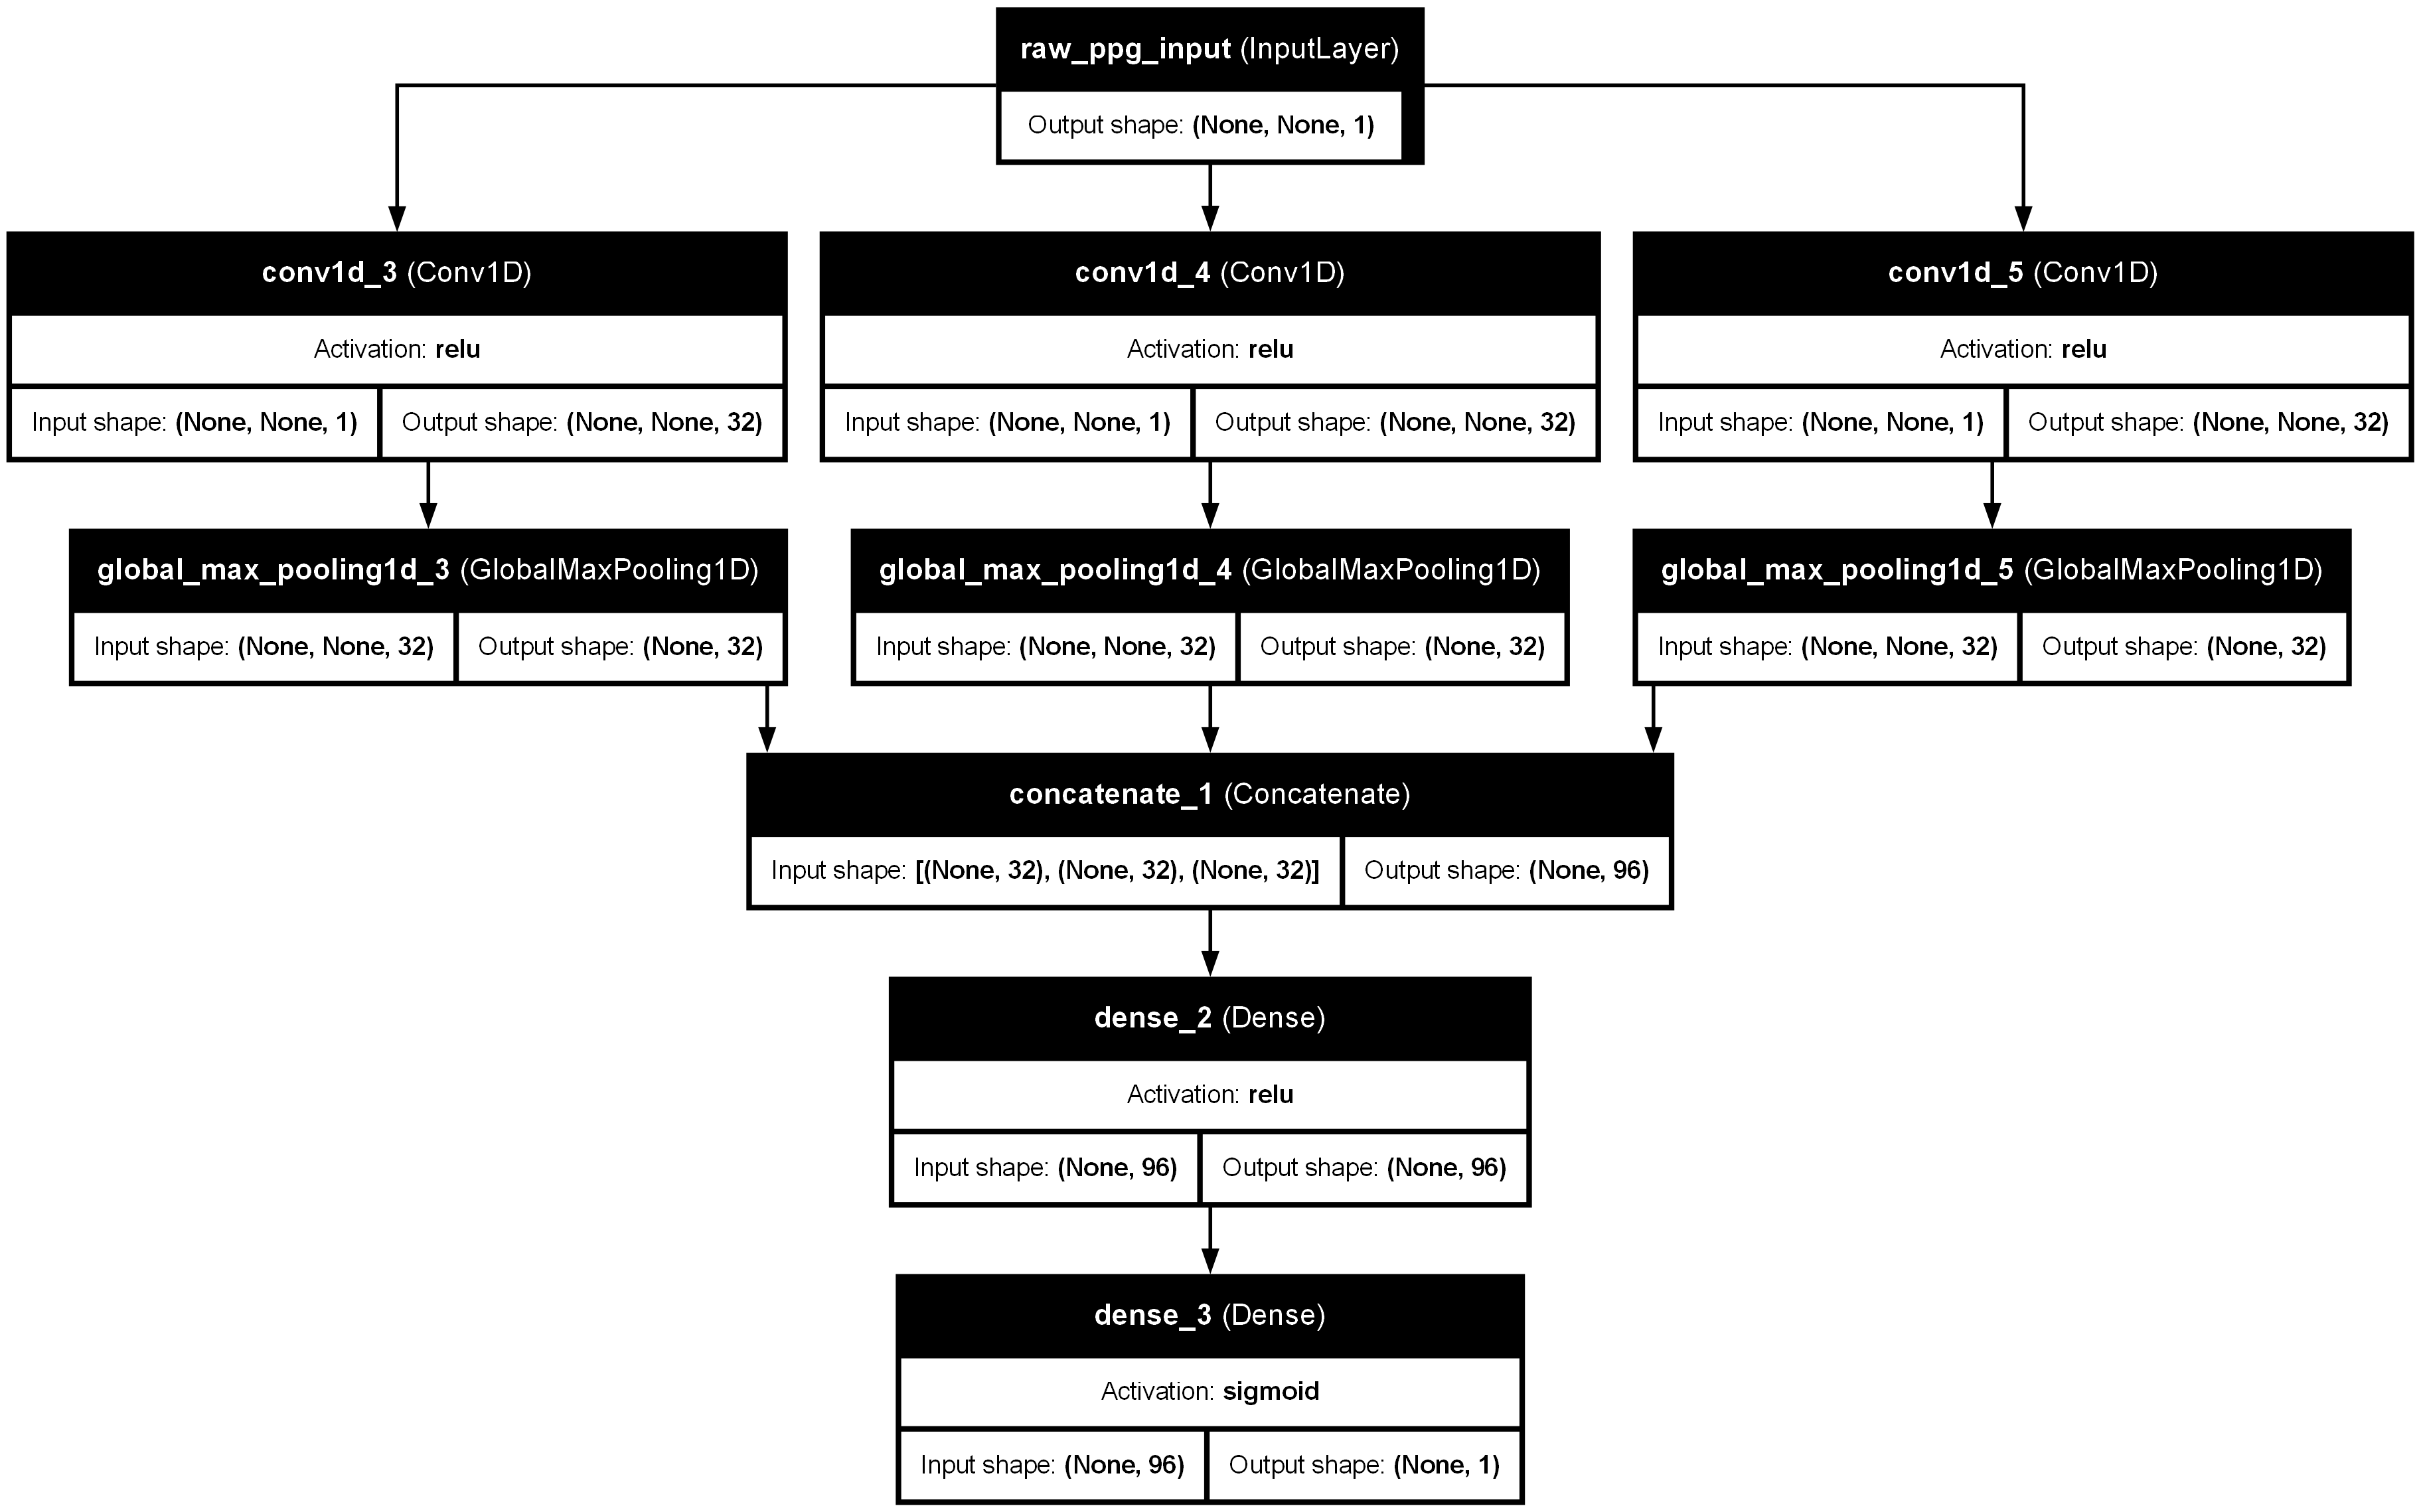 raw_ppg_input (InputLayer)
Output shape: (None, None, 1)
conv1d_3 (Conv1D)
Activation: relu
Input shape: (None, None, 1)
Output shape: (None, None, 32)
conv1d_4 (Conv1D)
Activation: relu
Input shape: (None, None, 1)
Output shape: (None, None, 32)
conv1d_5 (Conv1D)
Activation: relu
Input shape: (None, None, 1)
Output shape: (None, None, 32)
global_max_pooling1d_3 (GlobalMaxPooling1D)
Input shape: (None, None, 32)
Output shape: (None, 32)
global_max_pooling1d_4 (GlobalMaxPooling1D)
Input shape: (None, None, 32)
Output shape: (None, 32)
global_max_pooling1d_5 (GlobalMaxPooling1D)
Input shape: (None, None, 32)
Output shape: (None, 32)
concatenate_1 (Concatenate)
Input shape: [(None, 32), (None, 32), (None, 32)]
Output shape: (None, 96)
dense_2 (Dense)
Activation: relu
Input shape: (None, 96)
Output shape: (None, 96)
dense_3 (Dense)
Activation: sigmoid
Input shape: (None, 96)
Output shape: (None, 1)